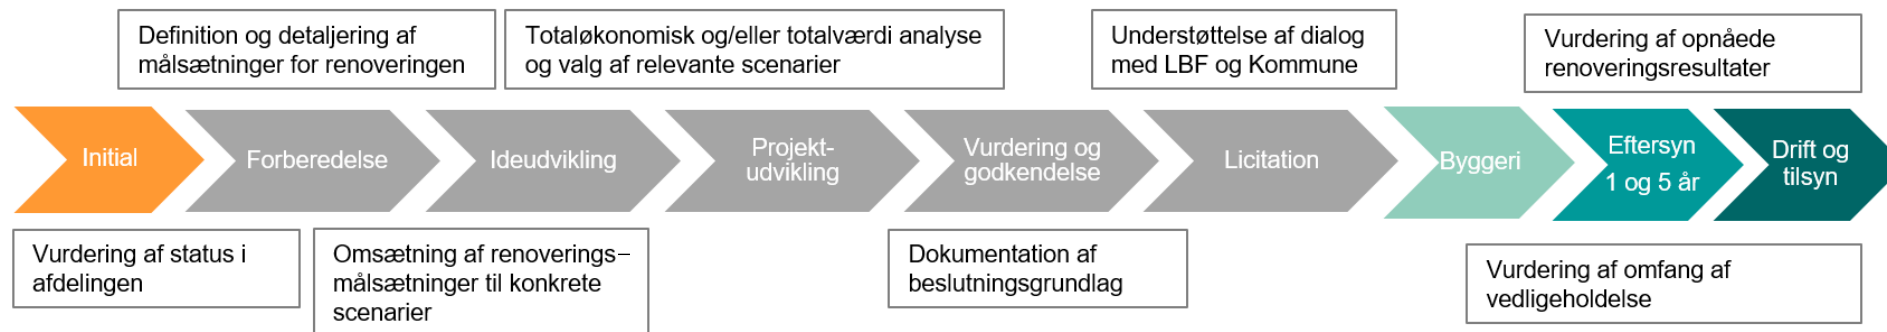 Definition og detaljering af
målsætninger for renoveringen
Totaløkonomisk og/eller totalværdi analyse
og valg af relevante scenarier
Understøttelse af dialog
med LBF og Kommune
Vurdering af opnåede
renoveringsresultater
Initial
Forberedelse
Ideudvikling
Projekt-
udvikling
Vurdering og
godkendelse
Licitation
Byggeri
Eftersyn
1 og 5 år
Drift og
tilsyn
Vurdering af status i
afdelingen
Omsætning af renoverings–
målsætninger til konkrete
scenarier
Dokumentation af
beslutningsgrundlag
Vurdering af omfang af
vedligeholdelse